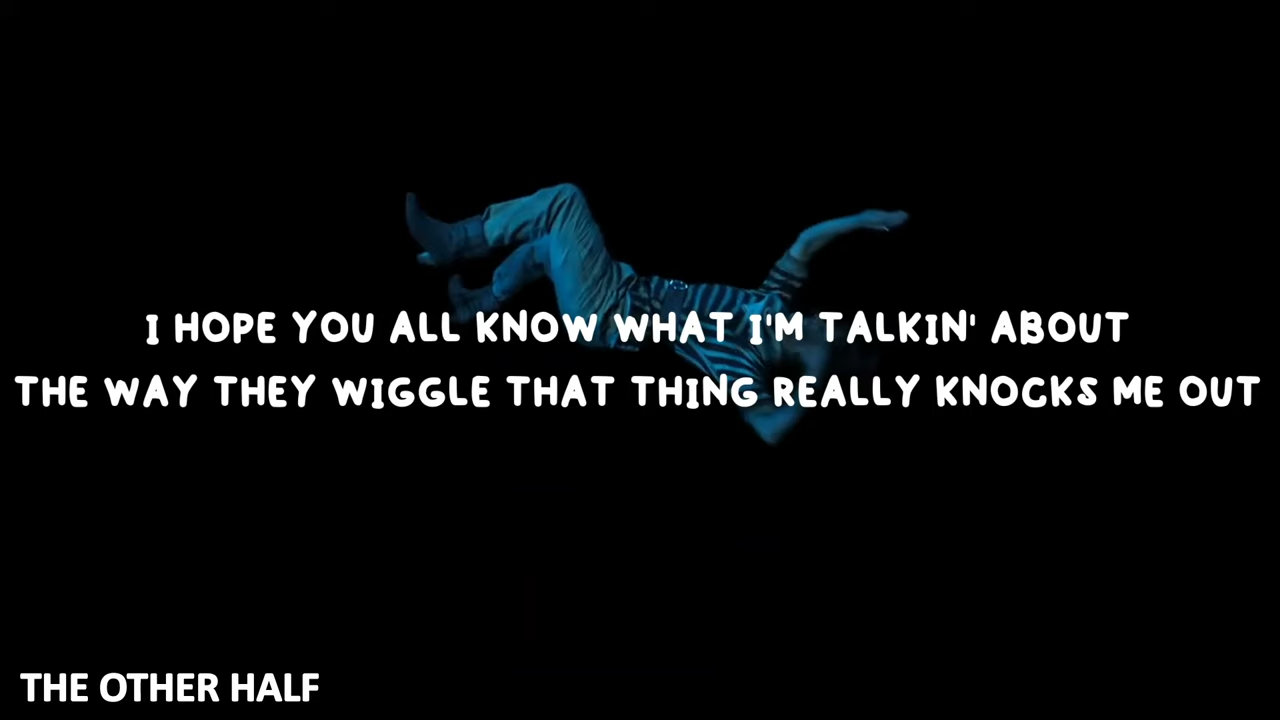 I HOPE YOU ALL KNOW WHAT I'M TALKIN' ABOUT
THE WAY THEY WIGGLE THAT THING REALLY KNOCKS ME OUT
THE OTHER HALF